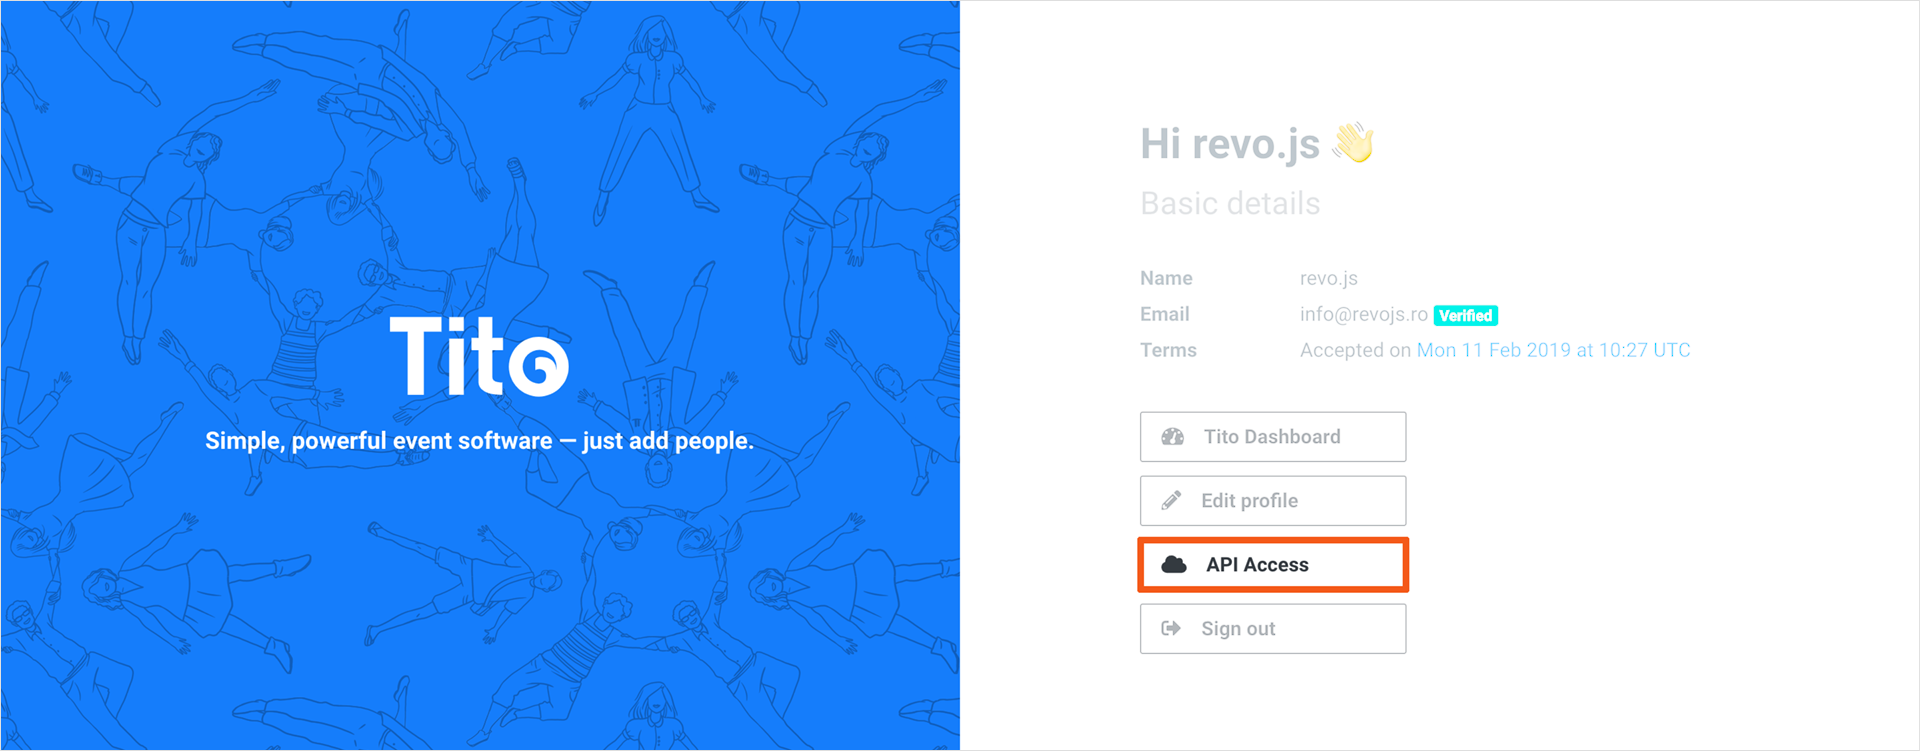 Tito
Simple, powerful event software — just add people.
Hi revo.js 👋
Basic details
Name revo.js
Email info@revojs.ro Verified
Terms Accepted on Mon 11 Feb 2019 at 10:27 UTC
Tito Dashboard
Edit profile
API Access
Sign out